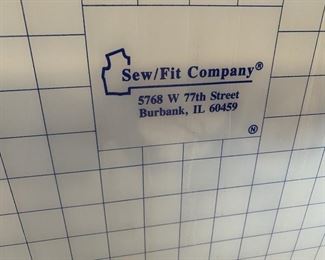 Sew/Fit Company®
5768 W 77th Street
Burbank, IL 60459
Ⓝ